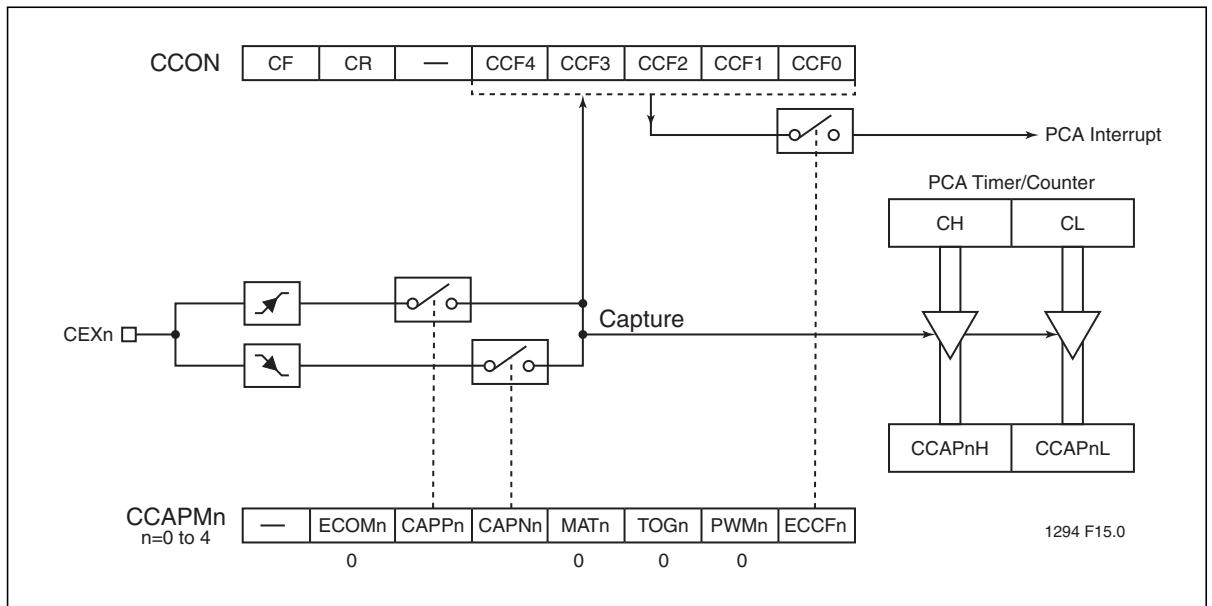 CCON CF CR — CCF4 CCF3 CCF2 CCF1 CCF0
PCA Interrupt
PCA Timer/Counter
CH CL
CEXn
Capture
CCAPnH CCAPnL
CCAPMn — ECOMn CAPPn CAPNn MATn TOGn PWMn ECCFn
n=0 to 4
0 0 0 0
1294 F15.0